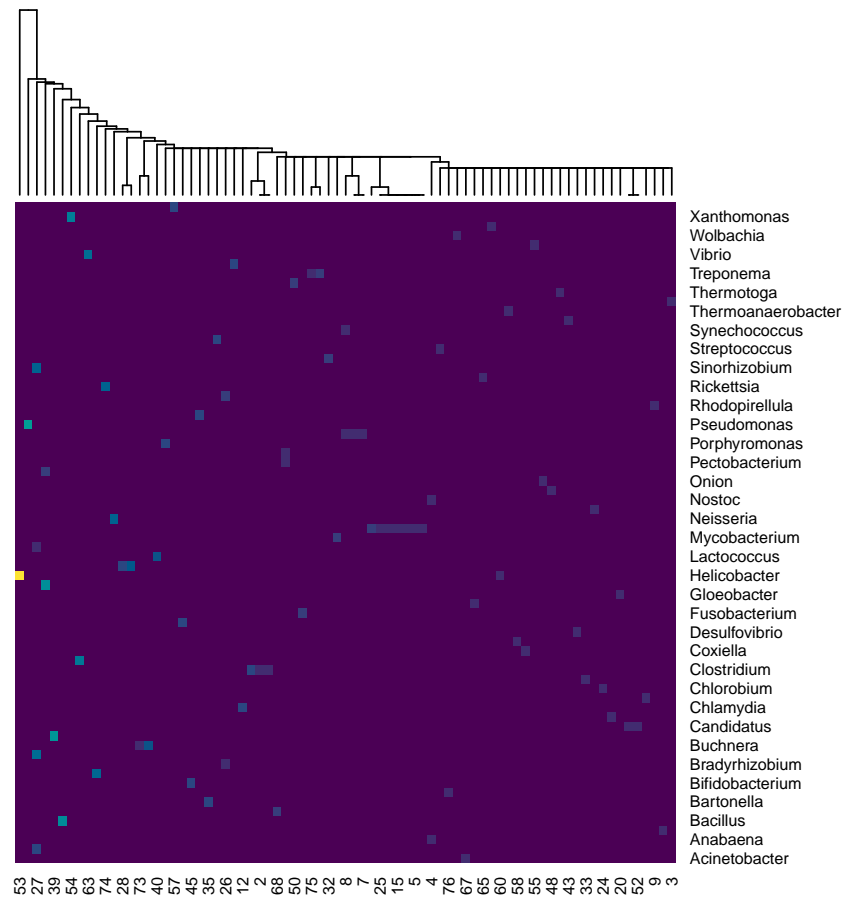 Xanthomonas
Wolbachia
Vibrio
Treponema
Thermotoga
Thermoanaerobacter
Synechococcus
Streptococcus
Sinorhizobium
Rickettsia
Rhodopirellula
Pseudomonas
Porphyromonas
Pectobacterium
Onion
Nostoc
Neisseria
Mycobacterium
Lactococcus
Helicobacter
Gloeobacter
Fusobacterium
Desulfovibrio
Coxiella
Clostridium
Chlorobium
Chlamydia
Candidatus
Buchnera
Bradyrhizobium
Bifidobacterium
Bartonella
Bacillus
Anabaena
Acinetobacter
53 27 39 54 63 74 28 73 40 57 45 35 26 12 2 68 50 75 32 8 7 25 15 5 4 76 67 65 60 58 55 48 43 33 24 20 52 9 3